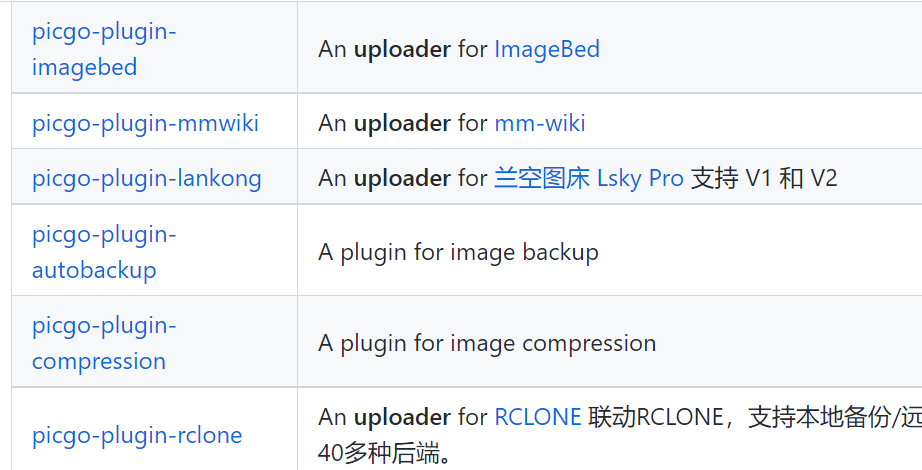 picgo-plugin-
imagebed
An uploader for ImageBed
picgo-plugin-mmwiki
An uploader for mm-wiki
picgo-plugin-lankong
An uploader for 兰空图床 Lsky Pro 支持 V1 和 V2
picgo-plugin-
autobackup
A plugin for image backup
picgo-plugin-
compression
A plugin for image compression
picgo-plugin-rclone
An uploader for RCLONE 联动RCLONE，支持本地备份/远
40多种后端。